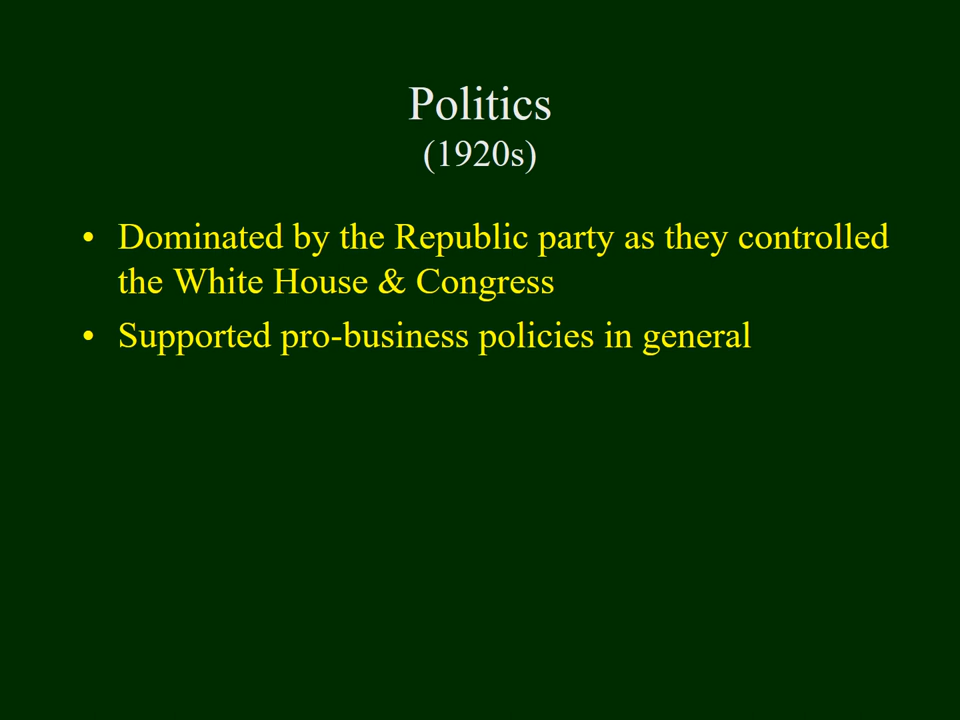 Politics
(1920s)
• Dominated by the Republic party as they controlled
the White House & Congress
• Supported pro-business policies in general